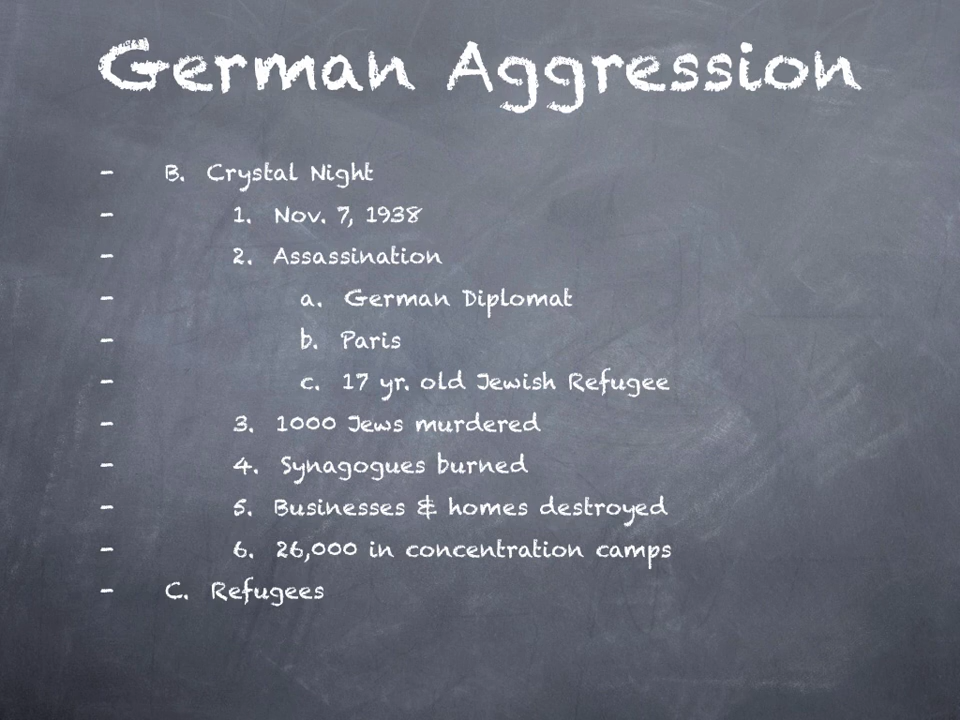 German Aggression
- B. Crystal Night
- 1. Nov. 7, 1938
- 2. Assassination
- a. German Diplomat
- b. Paris
- c. 17 yr. old Jewish Refugee
- 3. 1000 Jews murdered
- 4. Synagogues burned
- 5. Businesses & homes destroyed
- 6. 26,000 in concentration camps
- C. Refugees